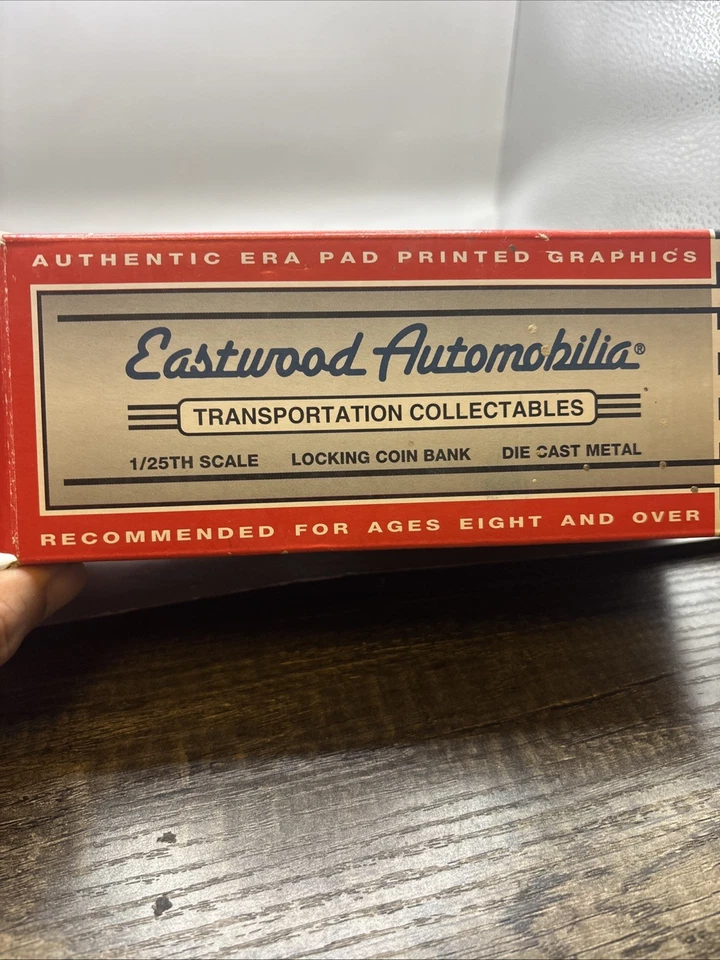 AUTHENTIC ERA PAD PRINTED GRAPHICS
Eastwood Automobilia®
TRANSPORTATION COLLECTABLES
1/25TH SCALE LOCKING COIN BANK DIE CAST METAL
RECOMMENDED FOR AGES EIGHT AND OVER